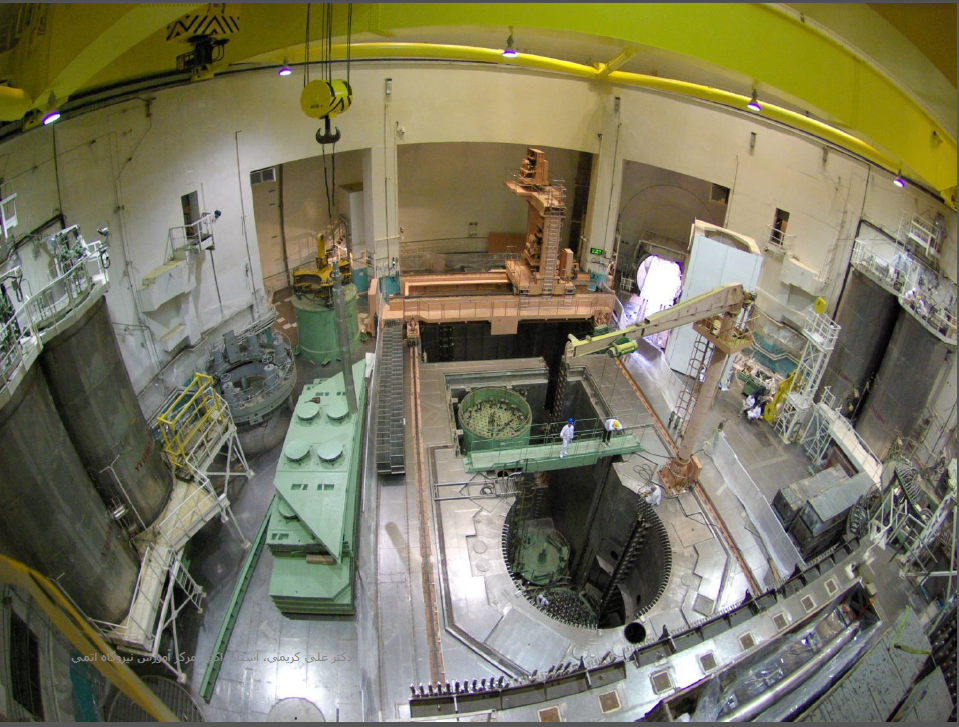 دکتر علی کریمی، استاد
مرکز آموزش نیروگاه اتمی